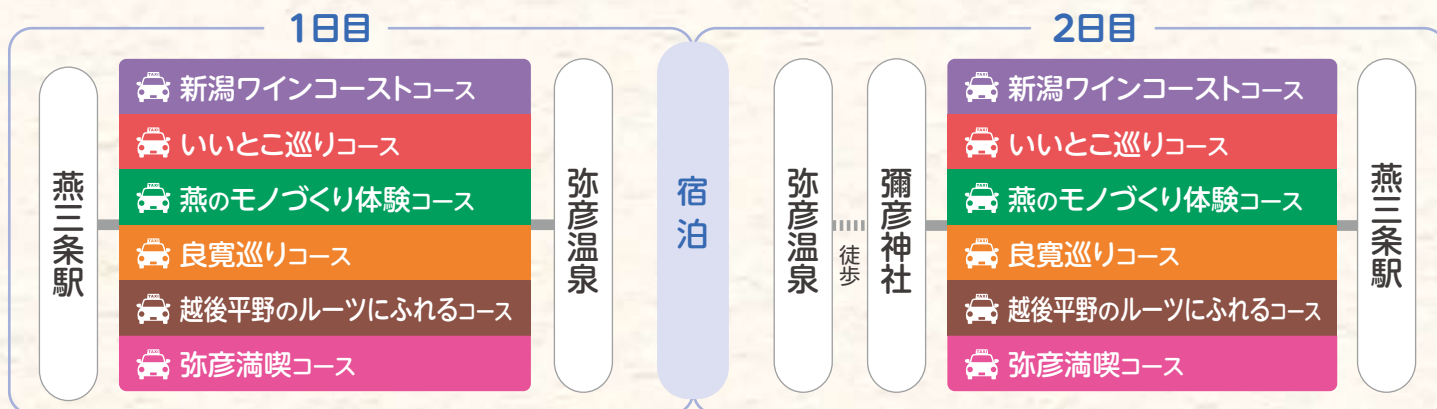 1日目
燕三条駅
新潟ワインコーストコース
いいとこ巡りコース
燕のモノづくり体験コース
良寛巡りコース
越後平野のルーツにふれるコース
弥彦満喫コース
弥彦温泉
宿泊
2日目
弥彦温泉
徒歩
彌彦神社
新潟ワインコーストコース
いいとこ巡りコース
燕のモノづくり体験コース
良寛巡りコース
越後平野のルーツにふれるコース
弥彦満喫コース
燕三条駅